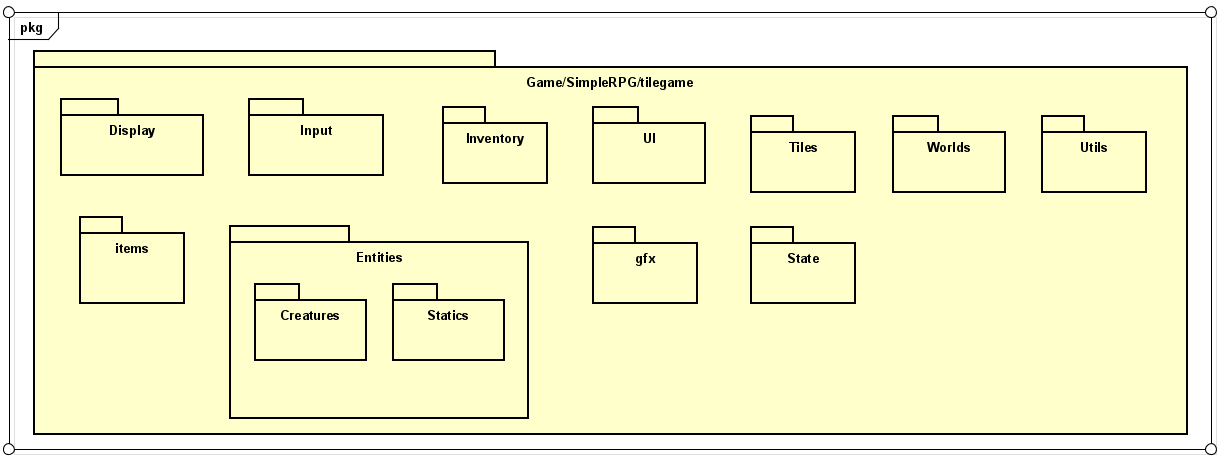 pkg
Game/SimpleRPG/tilegame
Display
Input
Inventory
UI
Tiles
Worlds
Utils
items
Entities
Creatures
Statics
gfx
State